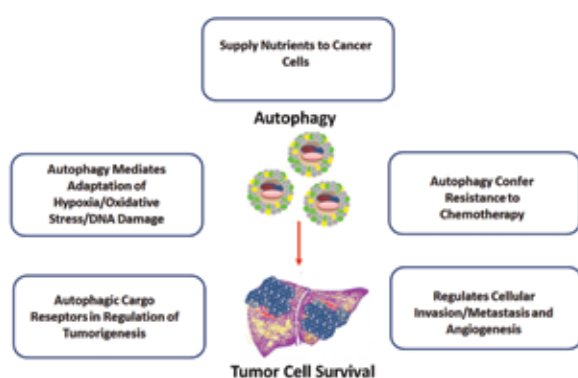 Supply Nutrients to Cancer
Cells
Autophagy
Autophagy Mediates
Adaptation of
Hypoxia/Oxidative
Stress/DNA Damage
Autophagy Confer
Resistance to
Chemotherapy
Autophagic Cargo
Reseptors in Regulation of
Tumorigenesis
Regulates Cellular
Invasion/Metastasis and
Angiogenesis
Tumor Cell Survival